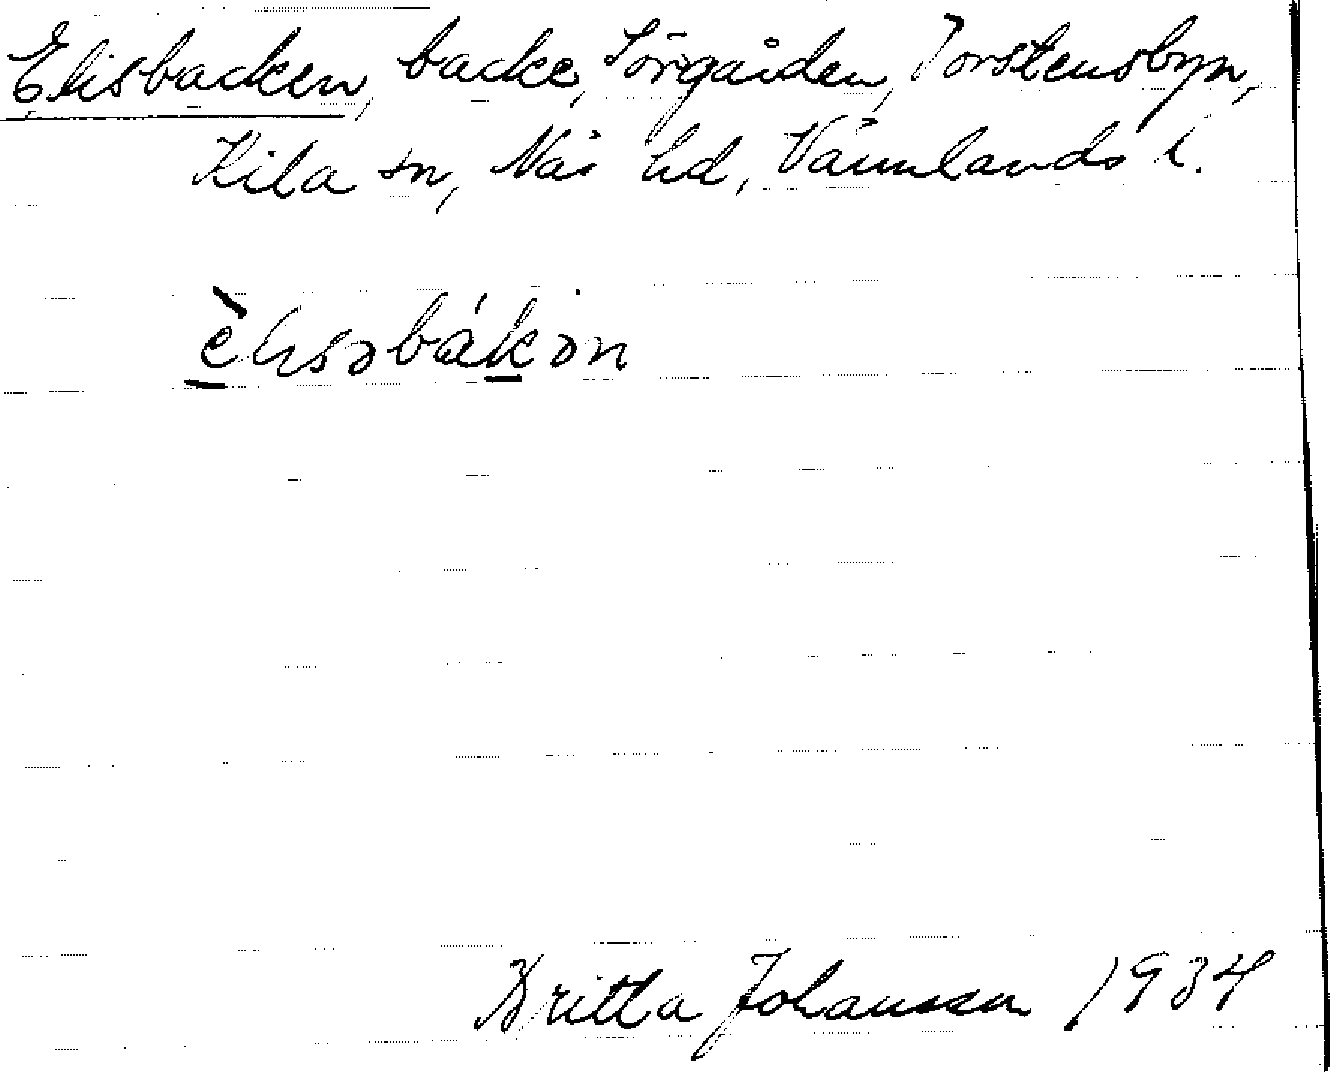 Elisbacken, backe, Sörgården, Torstensbyn,
Kila sn, Näs hd, Värmlands l.
èlisəbákən
Britta Johansson 1934